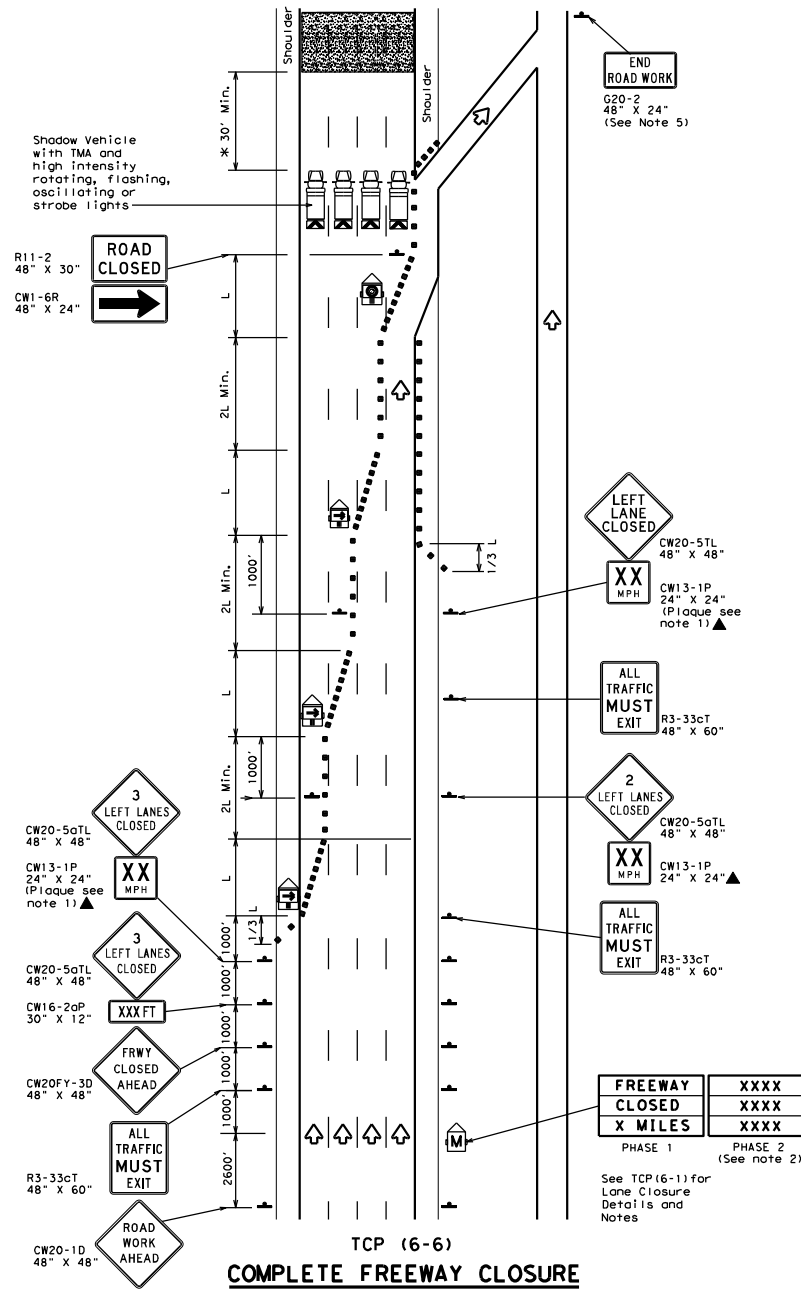 Shoulder
Shoulder
* 30' Min.
END
ROAD WORK
G20-2
48" X 24"
(See Note 5)
Shadow Vehicle
with TMA and
high intensity
rotating, flashing,
oscillating or
strobe lights
R11-2
48" X 30"
ROAD
CLOSED
CW1-6R
48" X 24"
L
2L Min.
L
1000'
2L Min.
1/3 L
LEFT
LANE
CLOSED
CW20-5TL
48" X 48"
XX
MPH
CW13-1P
24" X 24"
(Plaque see
note 1)▲
ALL
TRAFFIC
MUST
EXIT
R3-33cT
48" X 60"
L
1000'
2L Min.
2
LEFT LANES
CLOSED
CW20-5aTL
48" X 48"
XX
MPH
CW13-1P
24" X 24"▲
3
LEFT LANES
CLOSED
CW20-5aTL
48" X 48"
XX
MPH
CW13-1P
24" X 24"
(Plaque see
note 1)▲
L
1/3 L
ALL
TRAFFIC
MUST
EXIT
R3-33cT
48" X 60"
3
LEFT LANES
CLOSED
CW20-5aTL
48" X 48"
CW16-2aP
30" X 12"
XXX FT
1000'
1000'
1000'
1000'
1000'
2600'
FRWY
CLOSED
AHEAD
CW20FY-3D
48" X 48"
ALL
TRAFFIC
MUST
EXIT
R3-33cT
48" X 60"
ROAD
WORK
AHEAD
CW20-1D
48" X 48"
M
FREEWAY
CLOSED
X MILES
PHASE 1
XXXX
XXXX
XXXX
PHASE 2
(See note 2)
See TCP(6-1)for
Lane Closure
Details and
Notes
TCP (6-6)
COMPLETE FREEWAY CLOSURE